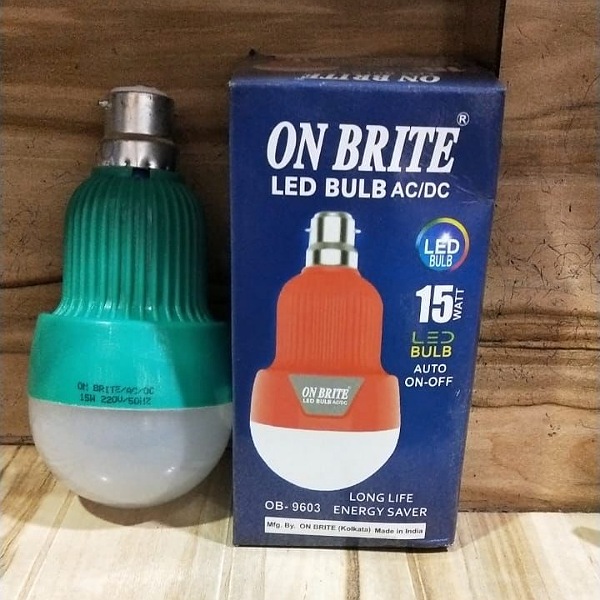 ON BRITE
ON BRITE®
LED BULB AC/DC
LED
BULB
15 WATT
LED
BULB
AUTO
ON-OFF
ON BRITE
LED BULB AC/DC
OB- 9603
LONG LIFE
ENERGY SAVER
Mfg. By. ON BRITE (Kolkata) Made in India
ON BRITE/AC/DC
15W 220V/50HZ